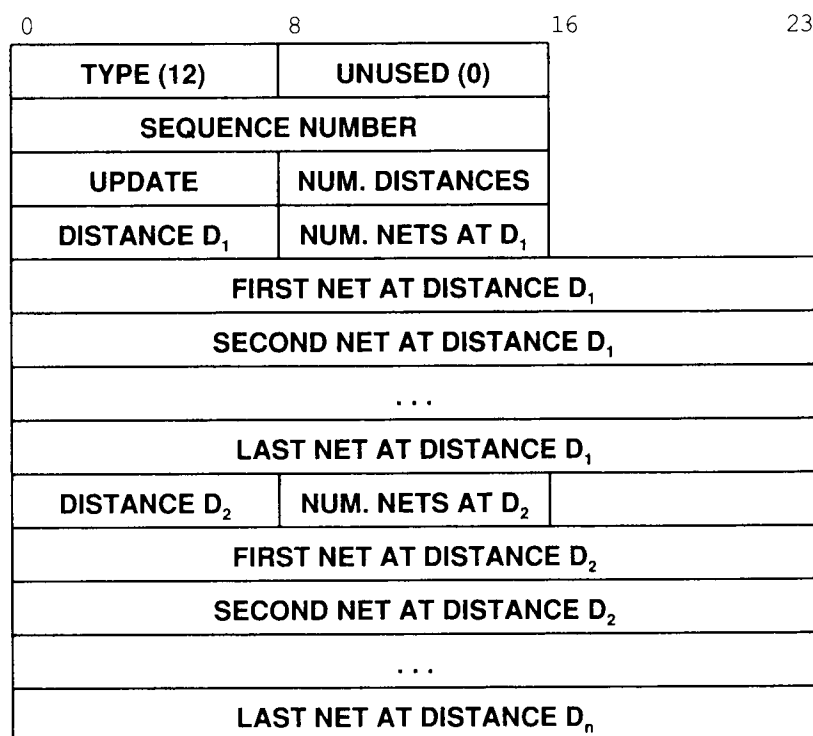 0 8 16 23
TYPE (12) UNUSED (0)
SEQUENCE NUMBER
UPDATE NUM. DISTANCES
DISTANCE D₁ NUM. NETS AT D₁
FIRST NET AT DISTANCE D₁
SECOND NET AT DISTANCE D₁
...
LAST NET AT DISTANCE D₁
DISTANCE D₂ NUM. NETS AT D₂
FIRST NET AT DISTANCE D₂
SECOND NET AT DISTANCE D₂
...
LAST NET AT DISTANCE Dₙ